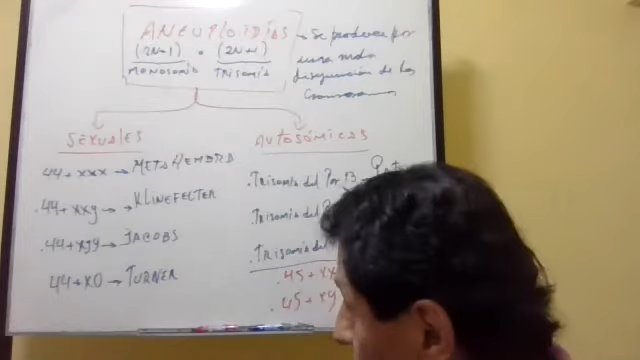 ANEUPLOIDÍAS
(2N-1) o (2N+1)
MONOSOMÍA TRISOMÍA
→ Se produce por
una mala
disyunción de los
SEXUALES
44+XXX → METAHEMBRA
.44+XXY → KLINEFELTER
.44+XYY → JACOBS
44+XO → TURNER
AUTOSÓMICAS
.Trisomía del Par 13
.Trisomía del
.Trisomía del
.45+XX
.45+XY